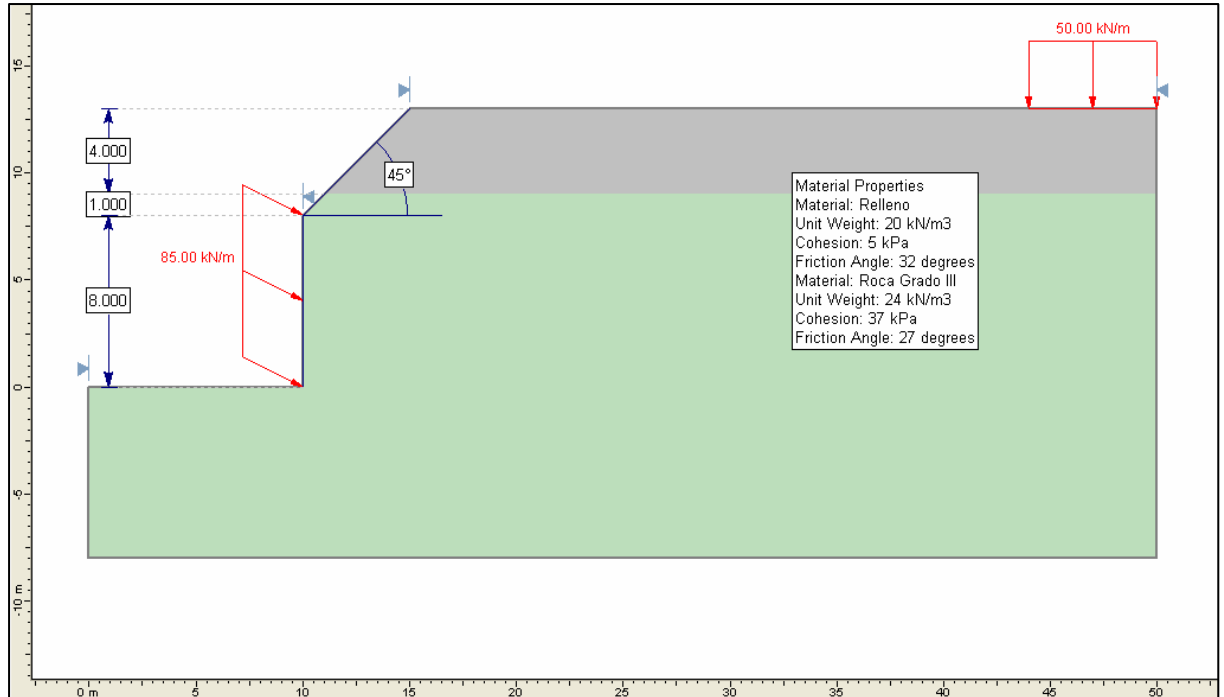 50.00 kN/m
15
4.000
45°
10
1.000
Material Properties
Material: Relleno
Unit Weight: 20 kN/m3
Cohesion: 5 kPa
Friction Angle: 32 degrees
Material: Roca Grado III
Unit Weight: 24 kN/m3
Cohesion: 37 kPa
Friction Angle: 27 degrees
85.00 kN/m
5
8.000
0
-5
-10 m
0 m
5
10
15
20
25
30
35
40
45
50